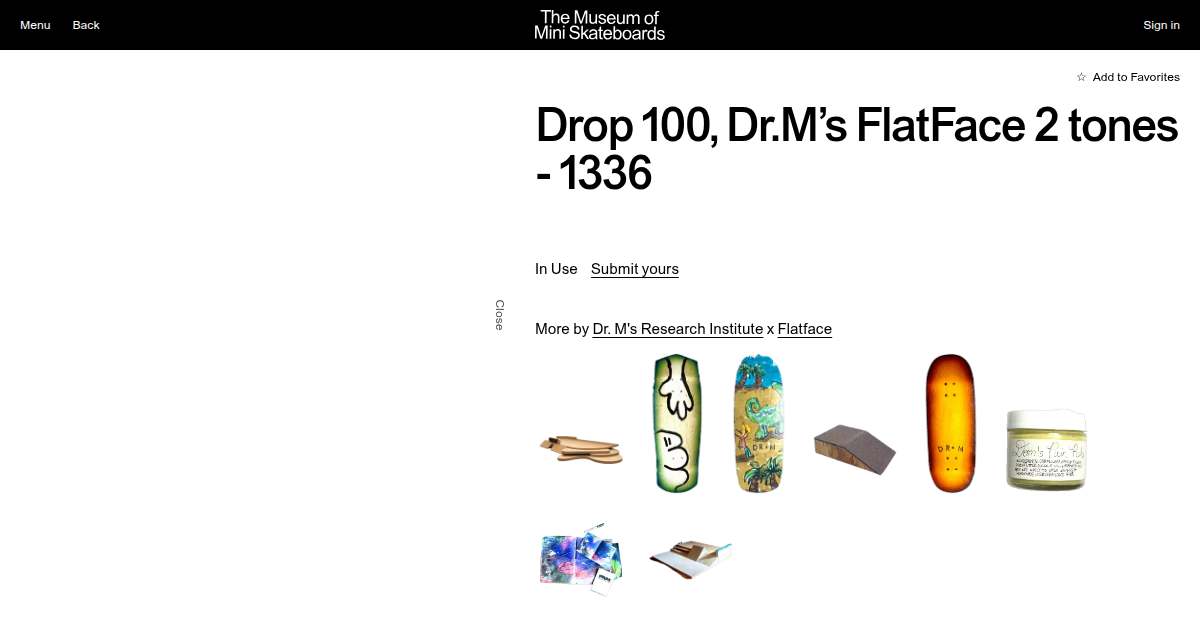 Menu
Back
The Museum of
Mini Skateboards
Sign in
☆ Add to Favorites
Drop 100, Dr.M’s FlatFace 2 tones
- 1336
In Use
Submit yours
Close
More by Dr. M's Research Institute x Flatface
DR•M
DR•M